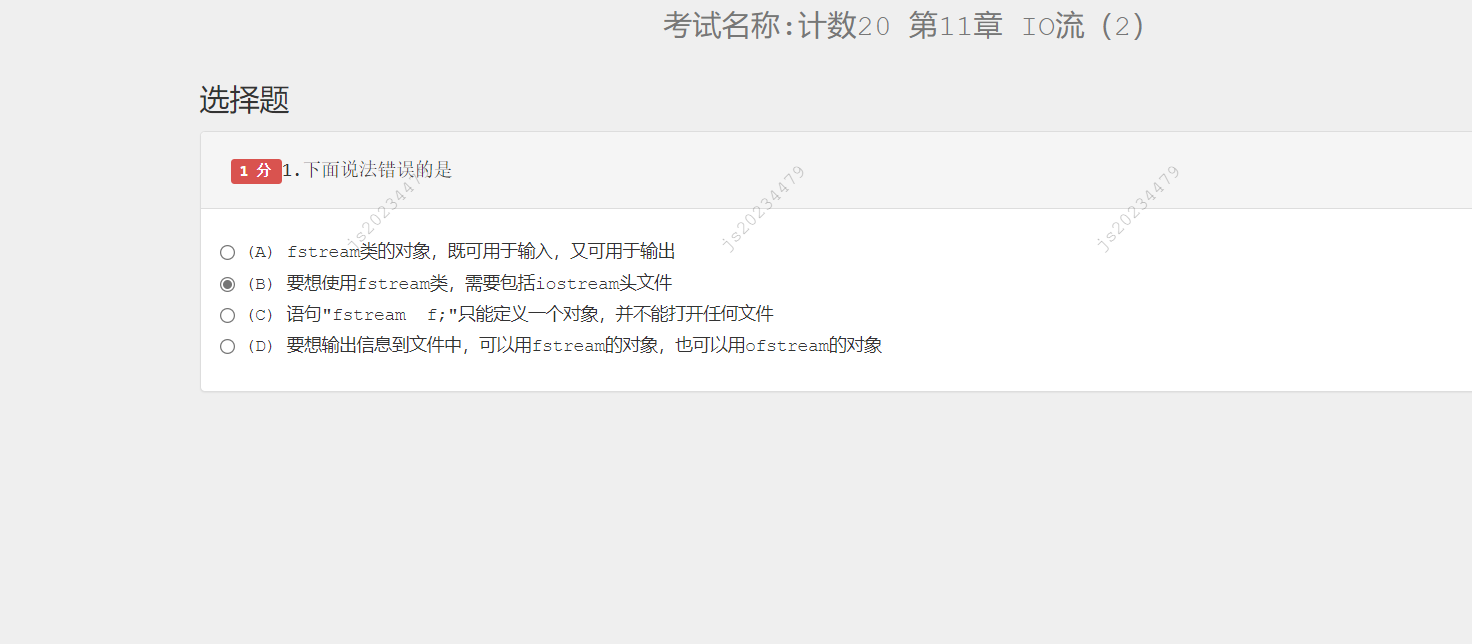 考试名称:计数20 第11章 IO流 (2)
选择题
1 分 1.下面说法错误的是
js20234479 js20234479 js20234479
(A) fstream类的对象，既可用于输入，又可用于输出
(B) 要想使用fstream类，需要包括iostream头文件
(C) 语句"fstream  f;"只能定义一个对象，并不能打开任何文件
(D) 要想输出信息到文件中，可以用fstream的对象，也可以用ofstream的对象